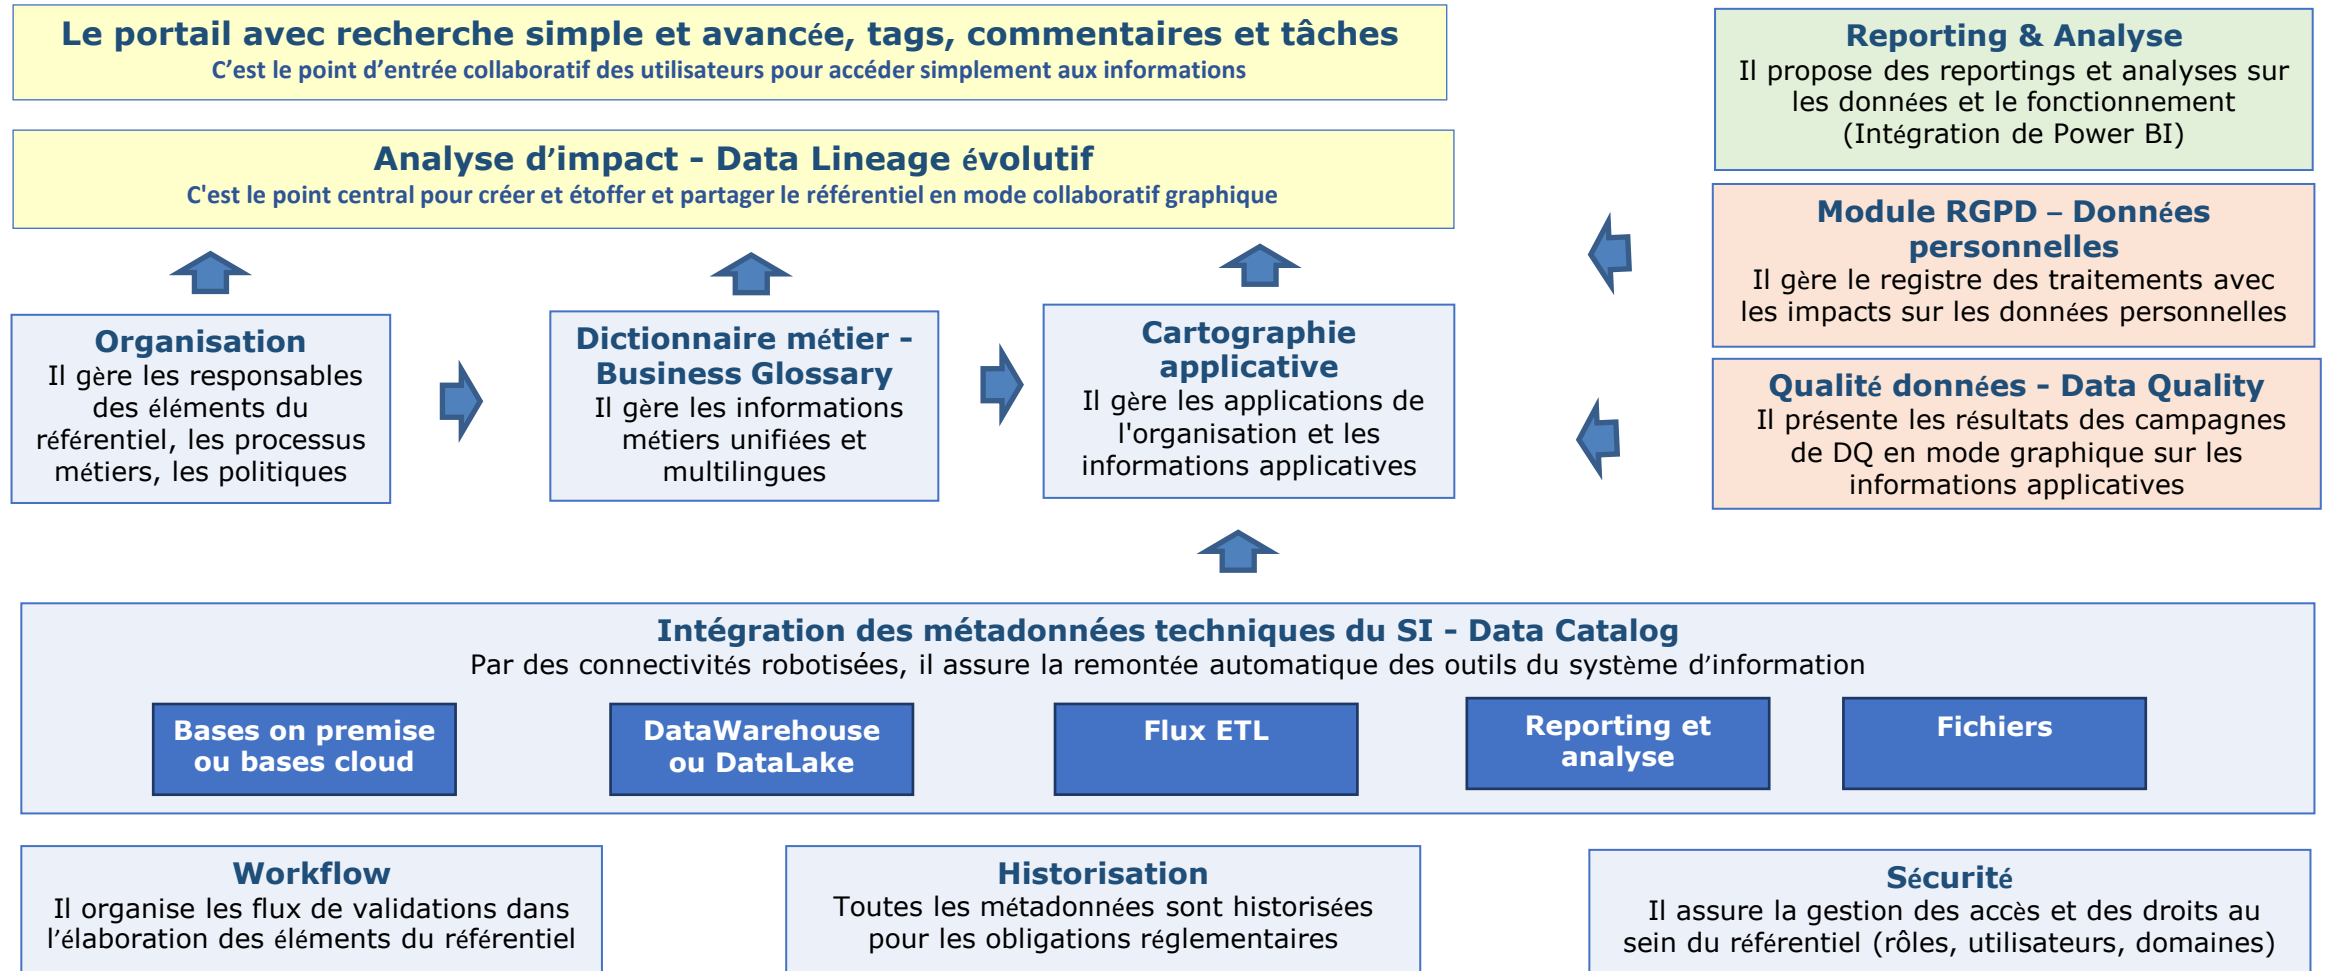 Le portail avec recherche simple et avancée, tags, commentaires et tâches
C’est le point d’entrée collaboratif des utilisateurs pour accéder simplement aux informations
Analyse d’impact - Data Lineage évolutif
C'est le point central pour créer et étoffer et partager le référentiel en mode collaboratif graphique
Reporting & Analyse
Il propose des reportings et analyses sur
les données et le fonctionnement
(Intégration de Power BI)
Module RGPD – Données
personnelles
Il gère le registre des traitements avec
les impacts sur les données personnelles
Qualité données - Data Quality
Il présente les résultats des campagnes
de DQ en mode graphique sur les
informations applicatives
Organisation
Il gère les responsables
des éléments du
référentiel, les processus
métiers, les politiques
Dictionnaire métier -
Business Glossary
Il gère les informations
métiers unifiées et
multilingues
Cartographie
applicative
Il gère les applications de
l'organisation et les
informations applicatives
Intégration des métadonnées techniques du SI - Data Catalog
Par des connectivités robotisées, il assure la remontée automatique des outils du système d’information
Bases on premise
ou bases cloud
DataWarehouse
ou DataLake
Flux ETL
Reporting et
analyse
Fichiers
Workflow
Il organise les flux de validations dans
l’élaboration des éléments du référentiel
Historisation
Toutes les métadonnées sont historisées
pour les obligations réglementaires
Sécurité
Il assure la gestion des accès et des droits au
sein du référentiel (rôles, utilisateurs, domaines)